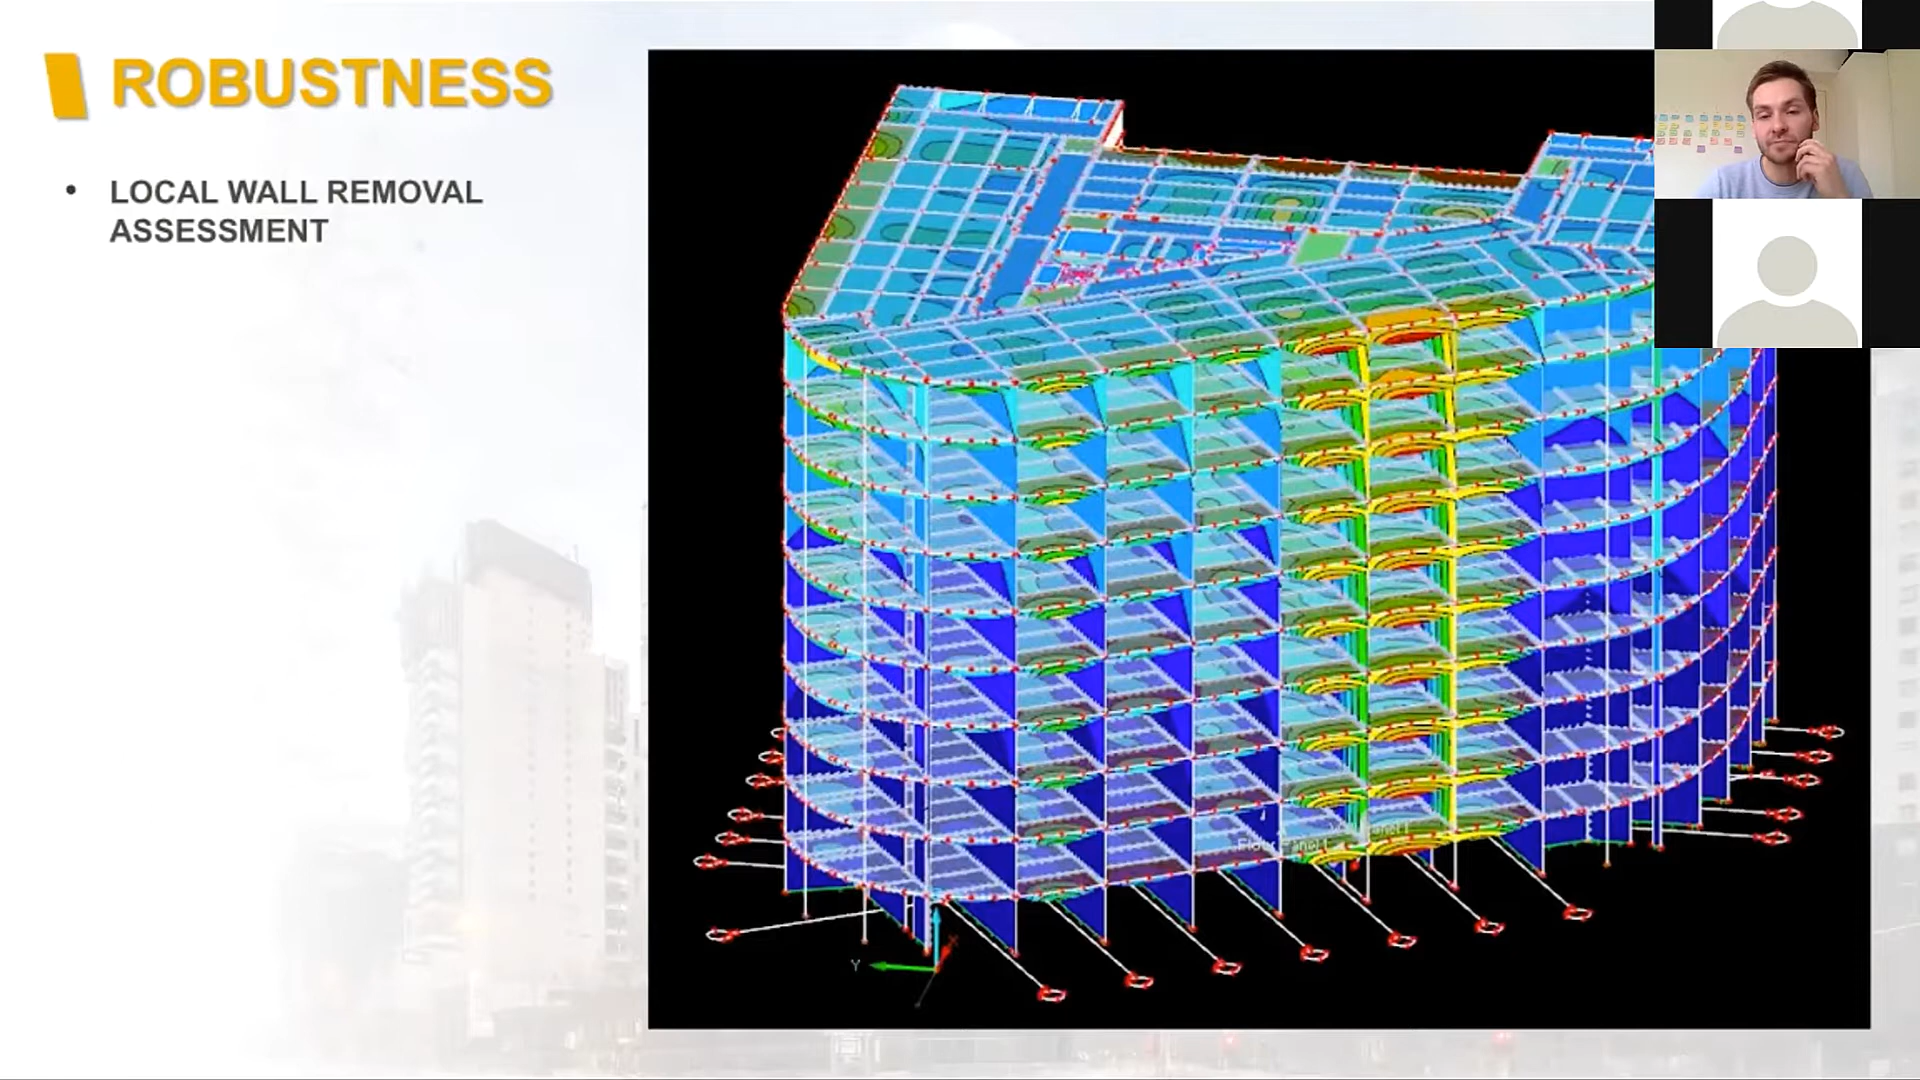 ROBUSTNESS
• LOCAL WALL REMOVAL
ASSESSMENT
Y